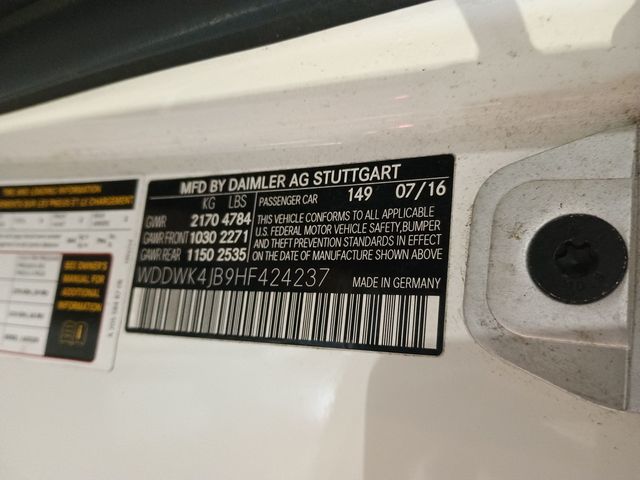 MFD BY DAIMLER AG STUTTGART
KG LBS PASSENGER CAR 149 07/16
GVWR 2170 4784 THIS VEHICLE CONFORMS TO ALL APPLICABLE
GAWR FRONT 1030 2271 U.S. FEDERAL MOTOR VEHICLE SAFETY, BUMPER
GAWR REAR 1150 2535 AND THEFT PREVENTION STANDARDS IN EFFECT
ON THE DATE OF MANUFACTURE SHOWN ABOVE.
WDDWK4JB9HF424237
MADE IN GERMANY
SEE OWNER'S
MANUAL FOR
ADDITIONAL
INFORMATION